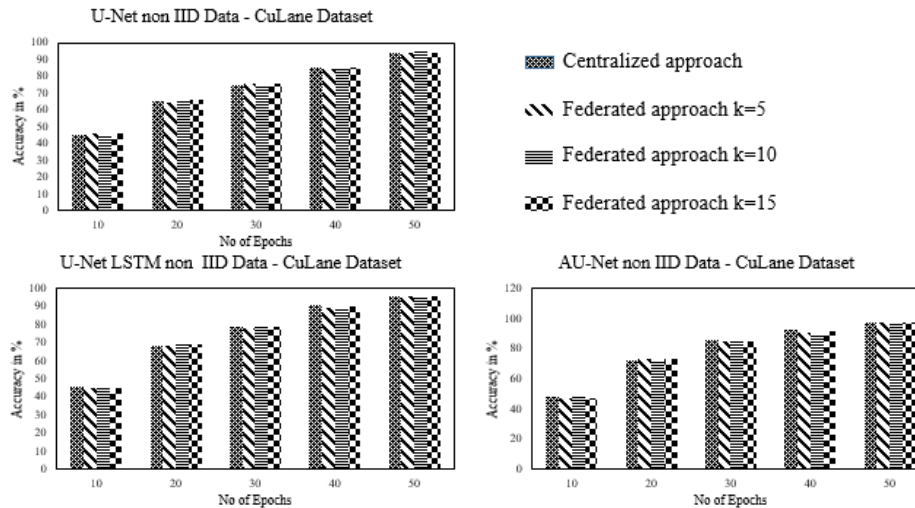 U-Net non IID Data - CuLane Dataset
100
90
80
70
60
50
40
30
20
10
0
Accuracy in %
10 20 30 40 50
No of Epochs
Centralized approach
Federated approach k=5
Federated approach k=10
Federated approach k=15
U-Net LSTM non IID Data - CuLane Dataset
100
90
80
70
60
50
40
30
20
10
0
Accuracy in %
10 20 30 40 50
No of Epochs
AU-Net non IID Data - CuLane Dataset
120
100
80
60
40
20
0
Accuracy in %
10 20 30 40 50
No of Epochs